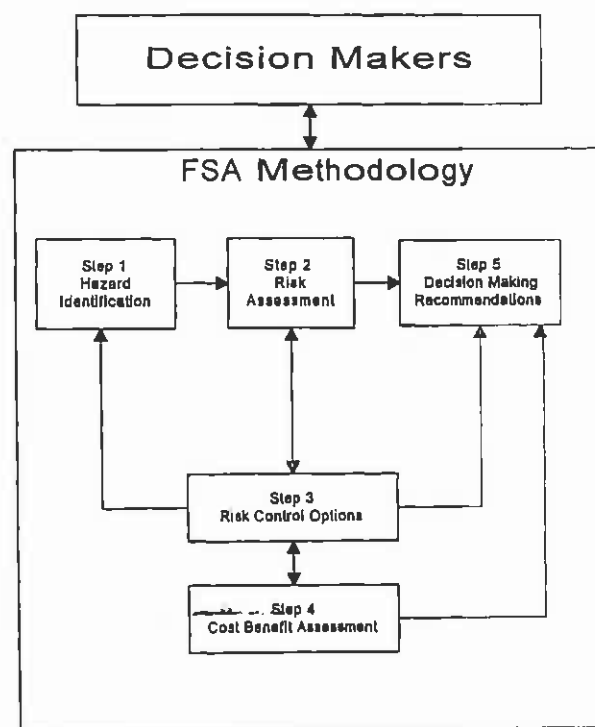 Decision Makers
FSA Methodology
Step 1
Hazard
Identification
Step 2
Risk
Assessment
Step 5
Decision Making
Recommendations
Step 3
Risk Control Options
Step 4
Cost Benefit Assessment